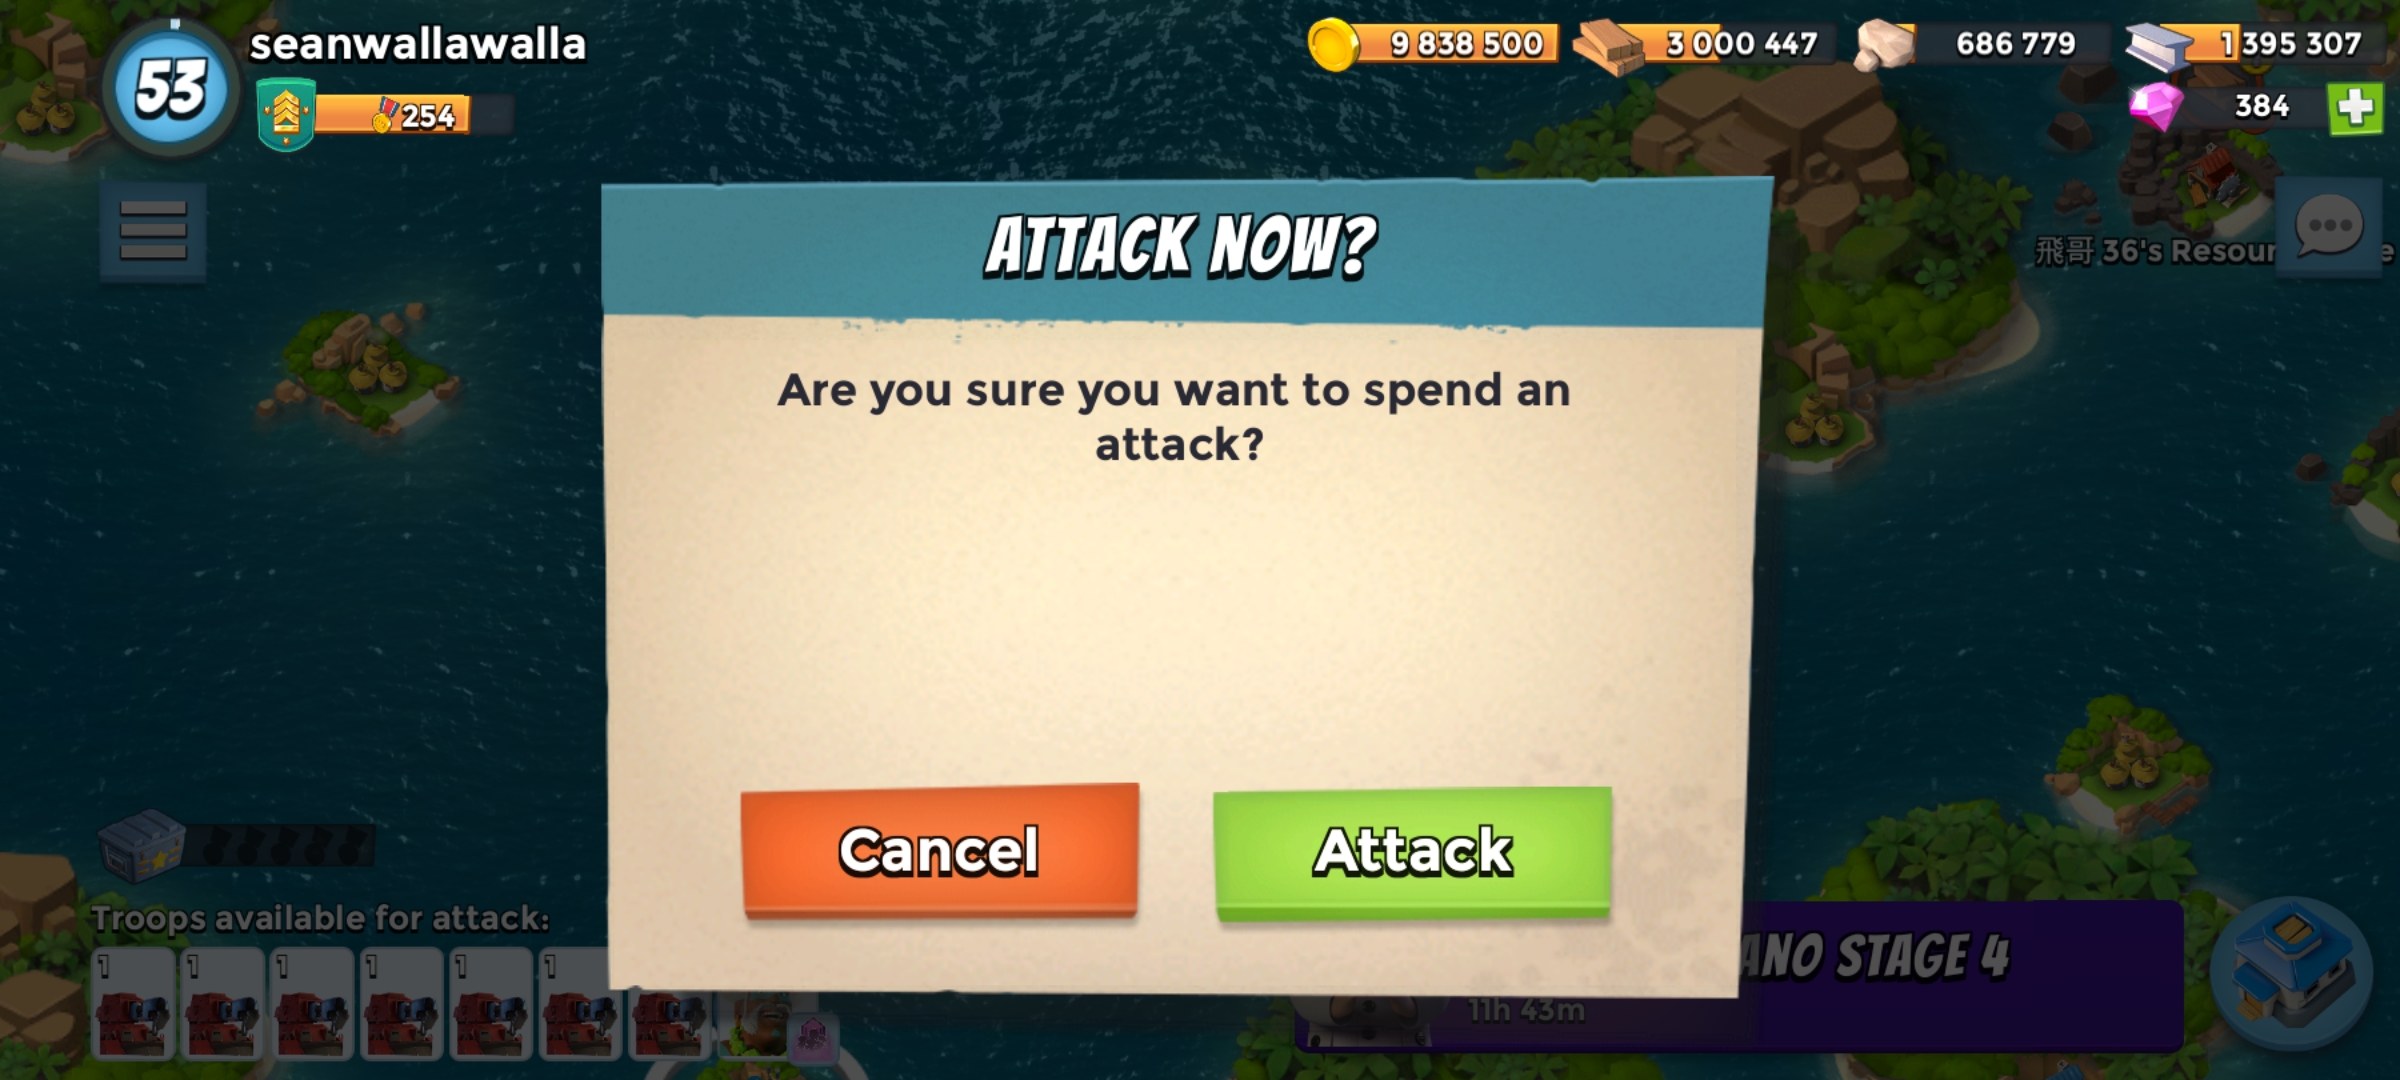 53
seanwallawalla
254
9 838 500
3 000 447
686 779
1 395 307
384
飛哥 36's
ATTACK NOW?
Are you sure you want to spend an
attack?
Cancel
Attack
Troops available for attack:
1
1
1
1
1
1
STAGE 4
11h 43m